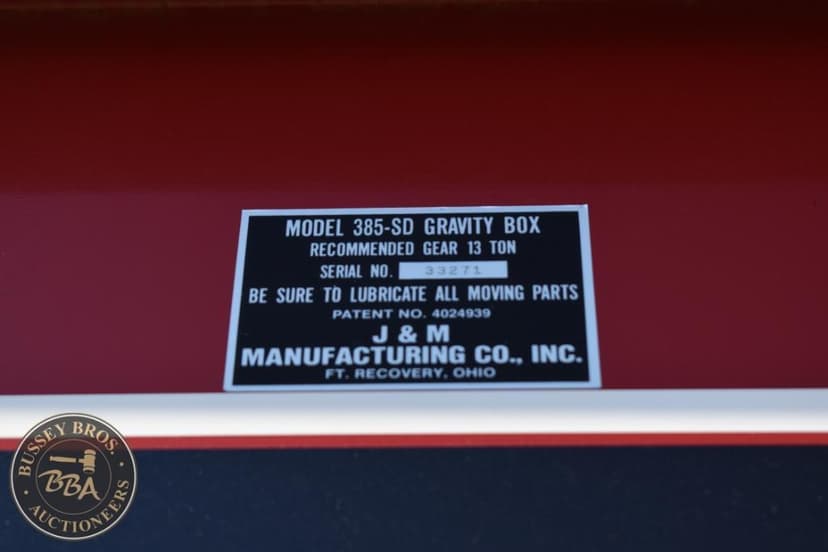 MODEL 385-SD GRAVITY BOX
RECOMMENDED GEAR 13 TON
SERIAL NO. 33271
BE SURE TO LUBRICATE ALL MOVING PARTS
PATENT NO. 4024939
J & M
MANUFACTURING CO., INC.
FT. RECOVERY, OHIO
BUSSEY BROS.
BBA
AUCTIONEERS